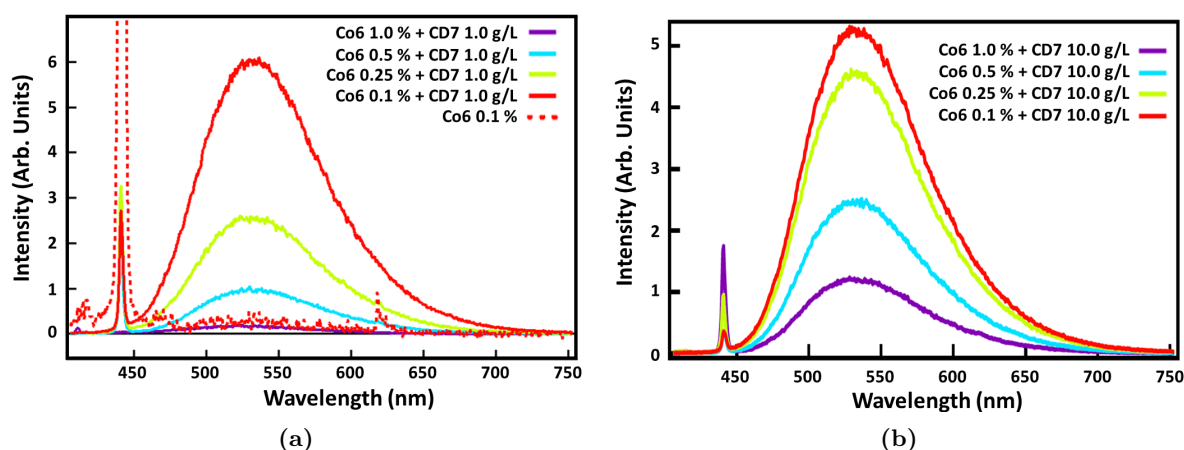 Co6 1.0 % + CD7 1.0 g/L
Co6 0.5 % + CD7 1.0 g/L
Co6 0.25 % + CD7 1.0 g/L
Co6 0.1 % + CD7 1.0 g/L
Co6 0.1 %
Intensity (Arb. Units)
6
5
4
3
2
1
0
450 500 550 600 650 700 750
Wavelength (nm)
(a)
Co6 1.0 % + CD7 10.0 g/L
Co6 0.5 % + CD7 10.0 g/L
Co6 0.25 % + CD7 10.0 g/L
Co6 0.1 % + CD7 10.0 g/L
Intensity (Arb. Units)
5
4
3
2
1
0
450 500 550 600 650 700 750
Wavelength (nm)
(b)